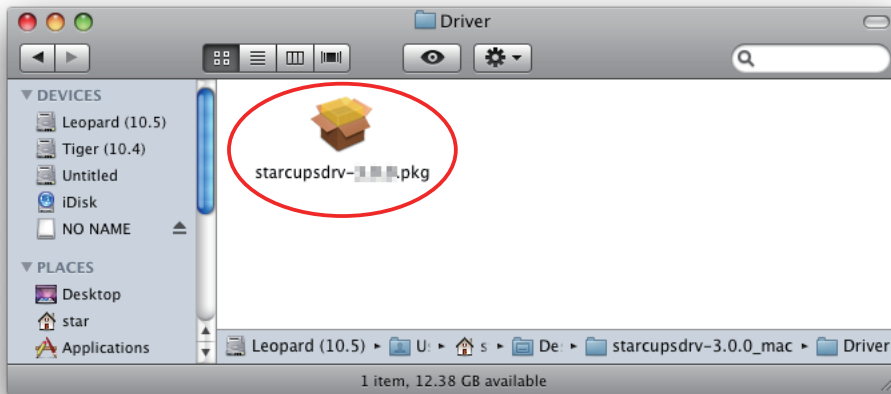 Driver
DEVICES
Leopard (10.5)
Tiger (10.4)
Untitled
iDisk
NO NAME
PLACES
Desktop
star
Applications
starcupsdrv-.pkg
Leopard (10.5) U s De starcupsdrv-3.0.0_mac Driver
1 item, 12.38 GB available